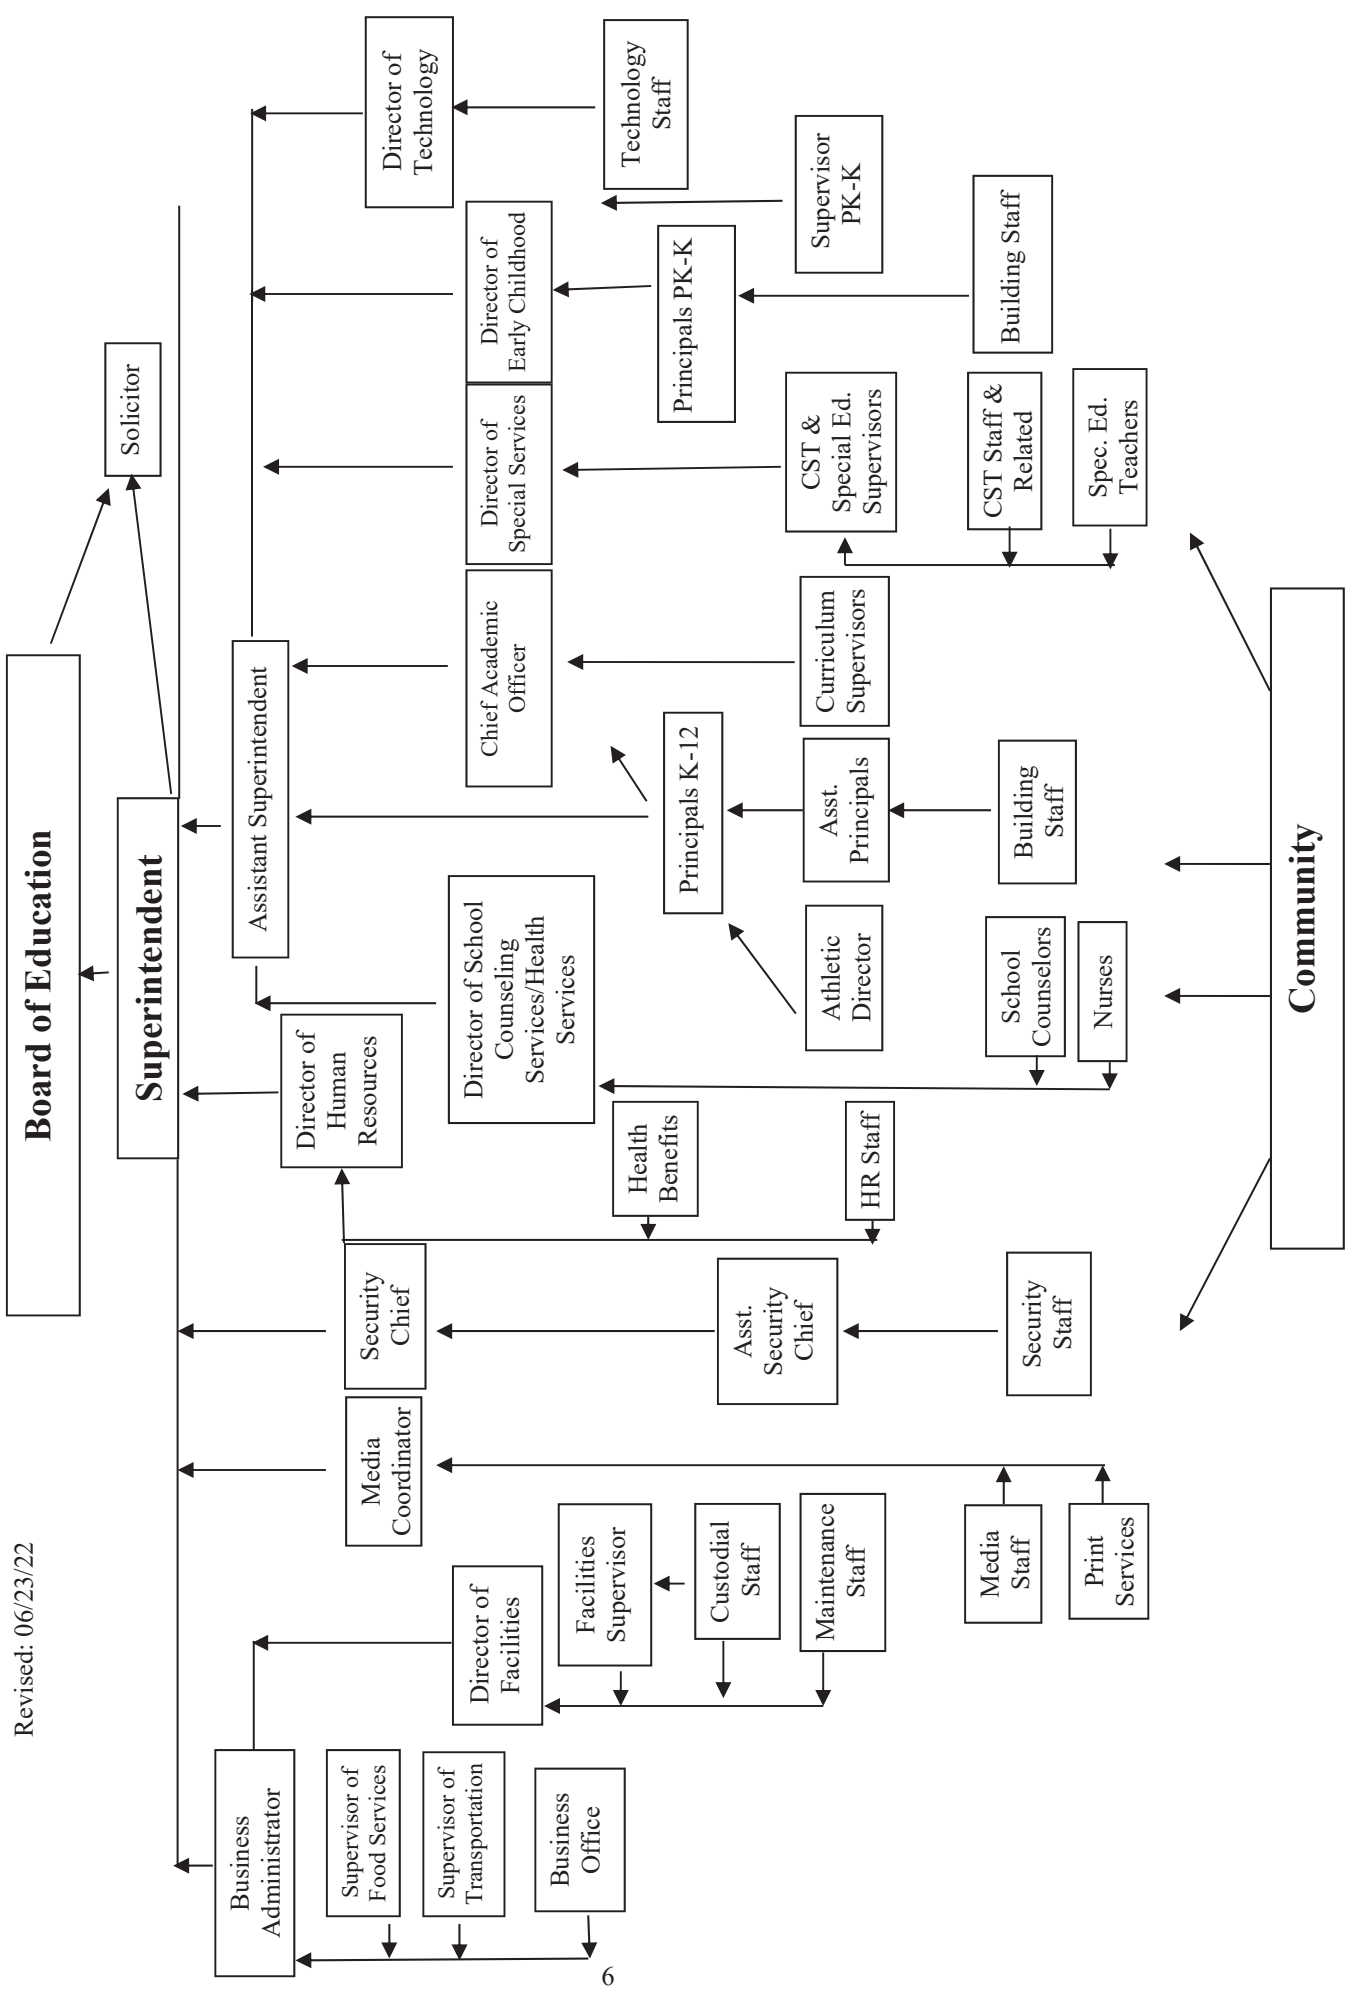 Revised: 06/23/22
Board of Education
Solicitor
Superintendent
Business
Administrator
Assistant Superintendent
Director of
Human
Resources
Supervisor of
Food Services
Media
Coordinator
Security
Chief
Director of
Technology
Supervisor of
Transportation
Director of
Facilities
Director of School
Counseling
Services/Health
Services
Chief Academic
Officer
Director of
Special Services
Director of
Early Childhood
Business
Office
Facilities
Supervisor
Health
Benefits
Technology
Staff
Principals K-12
Principals PK-K
Custodial
Staff
Asst.
Security
Chief
Maintenance
Staff
HR Staff
Athletic
Director
Asst.
Principals
Curriculum
Supervisors
CST &
Special Ed.
Supervisors
Supervisor
PK-K
Media
Staff
Security
Staff
School
Counselors
Building
Staff
CST Staff &
Related
Building Staff
Print
Services
Nurses
Spec. Ed.
Teachers
Community
6